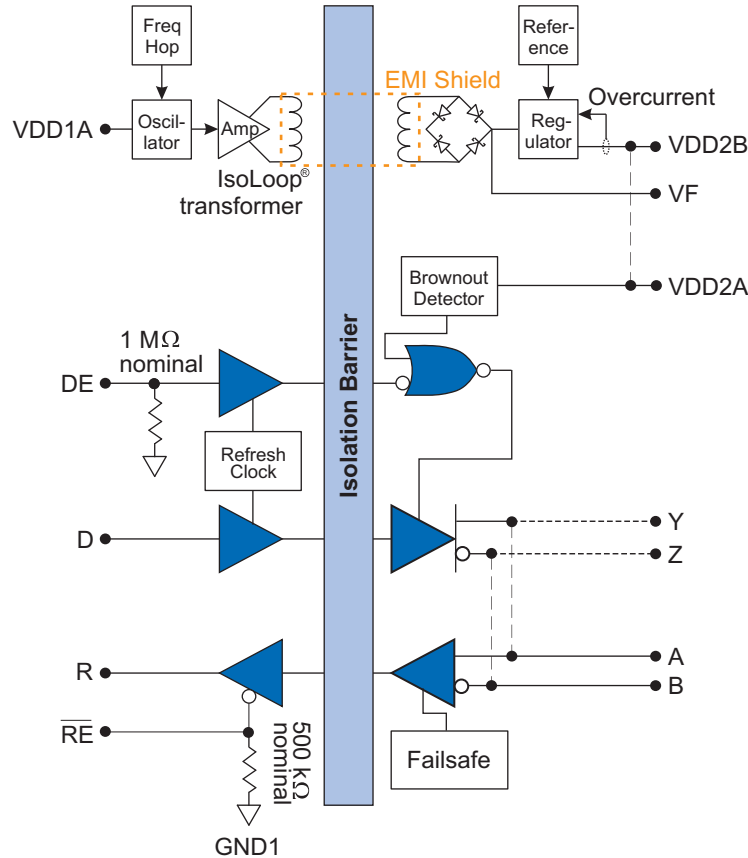 Freq
Hop
Refer-
ence
EMI Shield
VDD1A
Oscil-
lator
Amp
Reg-
ulator
Overcurrent
VDD2B
IsoLoop®
transformer
VF
Brownout
Detector
VDD2A
1 MΩ
nominal
DE
Isolation Barrier
Refresh
Clock
D
Y
Z
R
A
B
RE
500 kΩ
nominal
Failsafe
GND1